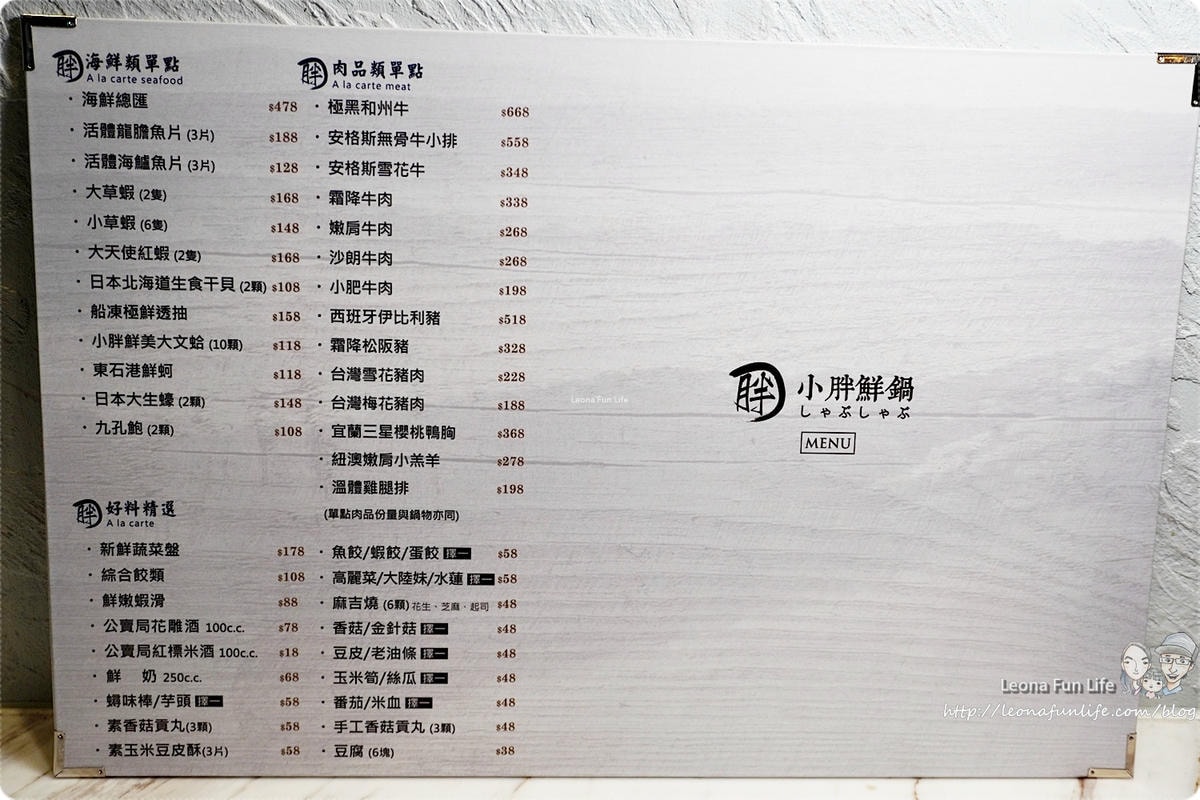 胖 海鮮類單點
A la carte seafood
· 海鮮總匯 $478
· 活體龍膽魚片 (3片) $188
· 活體海鱺魚片 (3片) $128
· 大草蝦 (2隻) $168
· 小草蝦 (6隻) $148
· 大天使紅蝦 (2隻) $168
· 日本北海道生食干貝 (2顆) $108
· 船凍極鮮透抽 $158
· 小胖鮮美大文蛤 (10顆) $118
· 東石港鮮蚵 $118
· 日本大生蠔 (2顆) $148
· 九孔鮑 (2顆) $108
胖 肉品類單點
A la carte meat
· 極黑和州牛 $668
· 安格斯無骨牛小排 $558
· 安格斯雪花牛 $348
· 霜降牛肉 $338
· 嫩肩牛肉 $268
· 沙朗牛肉 $268
· 小肥牛肉 $198
· 西班牙伊比利豬 $518
· 霜降松阪豬 $328
· 台灣雪花豬肉 $228
· 台灣梅花豬肉 $188
· 宜蘭三星櫻桃鴨胸 $368
· 紐澳嫩肩小羔羊 $278
· 溫體雞腿排 $198
(單點肉品份量與鍋物亦同)
胖 好料精選
A la carte
· 新鮮蔬菜盤 $178
· 綜合餃類 $108
· 鮮嫩蝦滑 $88
· 公賣局花雕酒 100c.c. $78
· 公賣局紅標米酒 100c.c. $18
· 鮮 奶 250c.c. $68
· 蟳味棒/芋頭 擇一 $58
· 素香菇貢丸(3顆) $58
· 素玉米豆皮酥(3片) $58
· 魚餃/蝦餃/蛋餃 擇一 $58
· 高麗菜/大陸妹/水蓮 擇一 $58
· 麻吉燒 (6顆) 花生、芝麻、起司 $48
· 香菇/金針菇 擇一 $48
· 豆皮/老油條 擇一 $48
· 玉米筍/絲瓜 擇一 $48
· 番茄/米血 擇一 $48
· 手工香菇貢丸 (3顆) $48
· 豆腐 (6塊) $38
胖 小胖鮮鍋
しゃぶしゃぶ
MENU
Leona Fun Life
Leona Fun Life
http://leonafunlife.com/blog